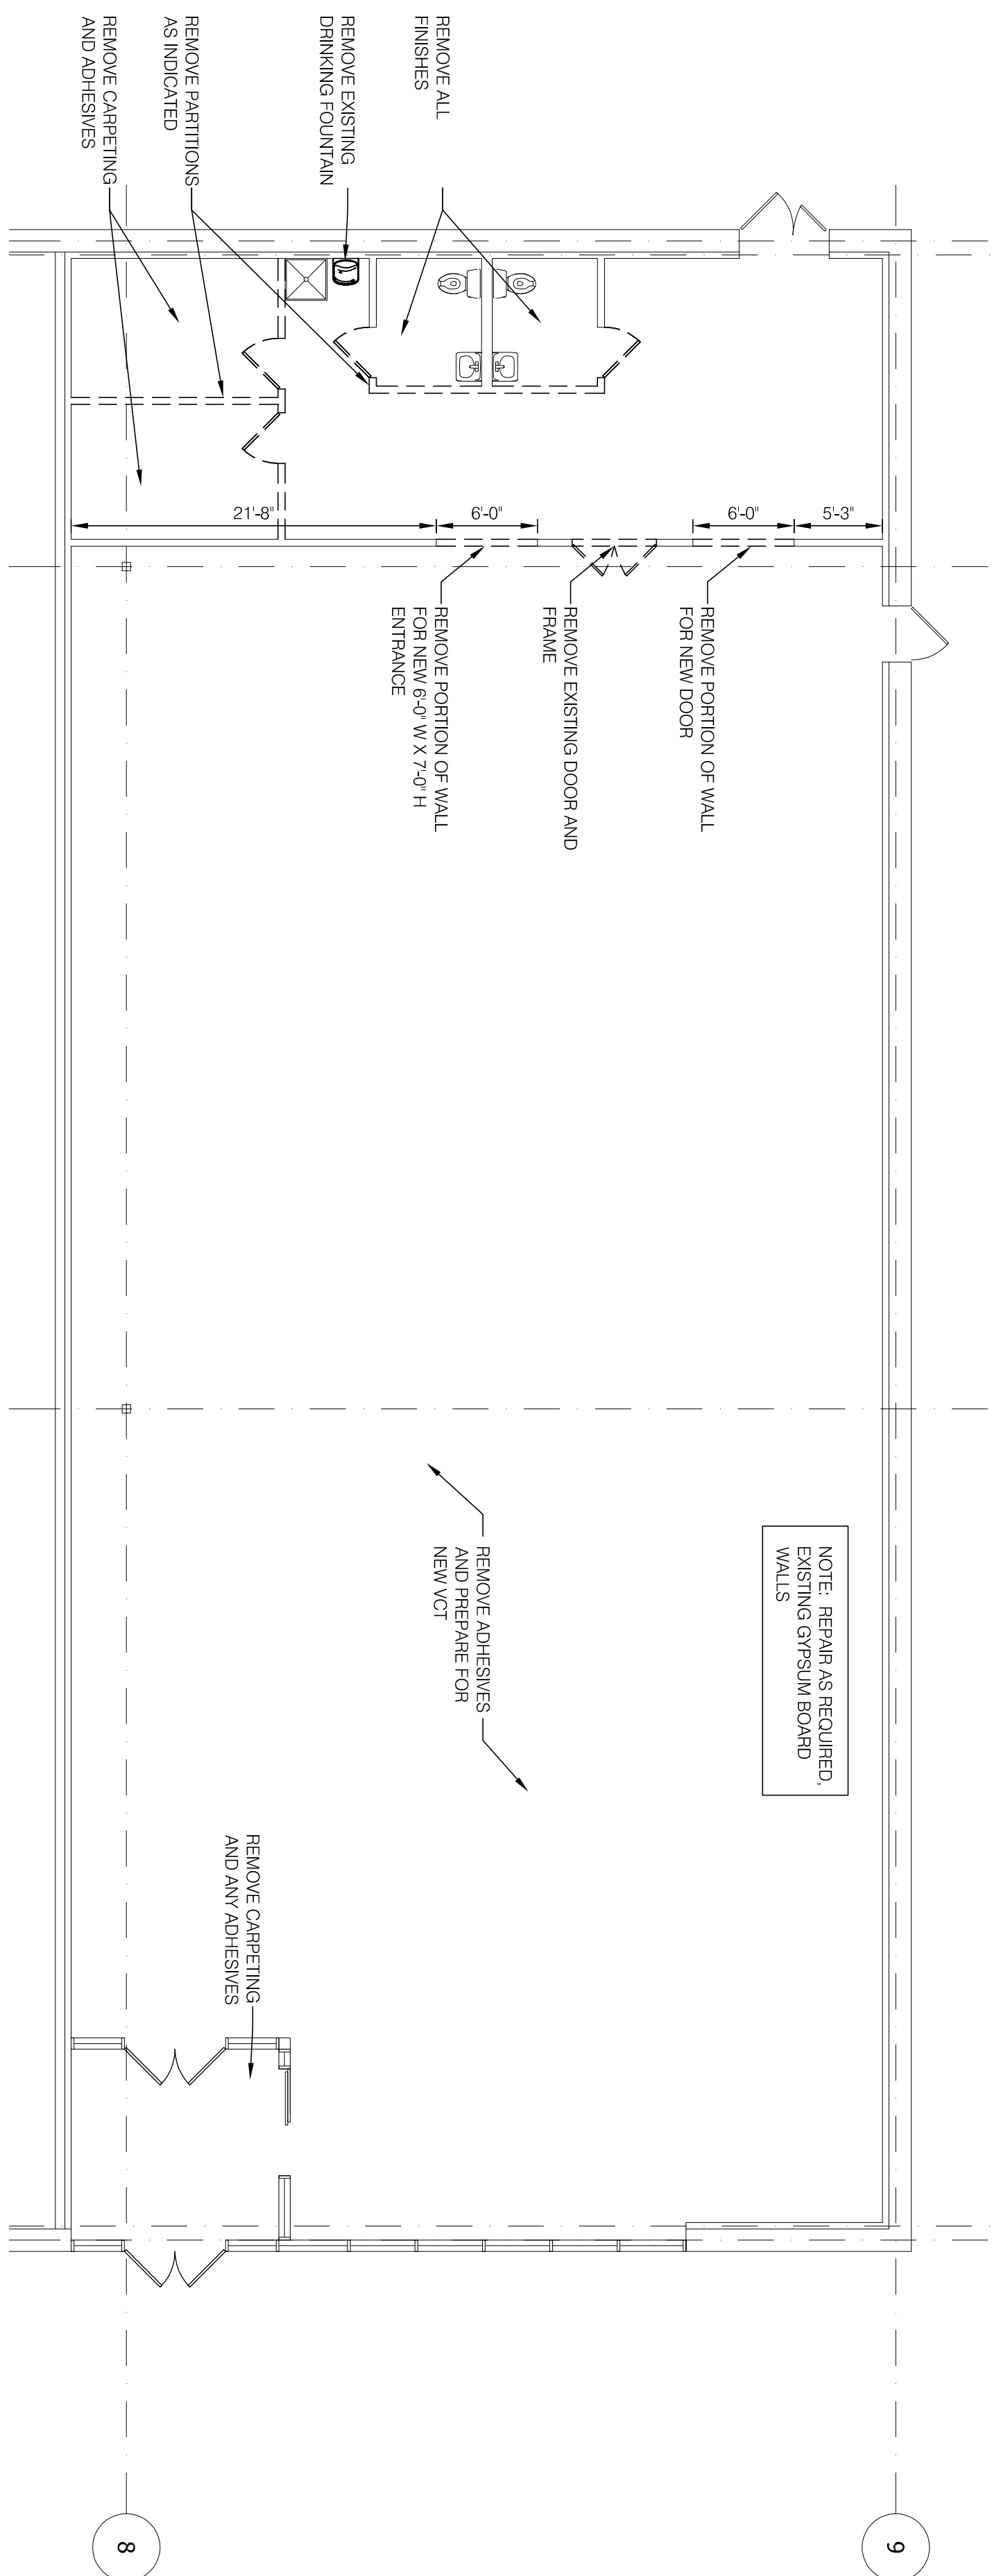 REMOVE ALL
FINISHES
REMOVE EXISTING
DRINKING FOUNTAIN
REMOVE PARTITIONS
AS INDICATED
REMOVE CARPETING
AND ADHESIVES
21'-8"
6'-0"
6'-0"
5'-3"
REMOVE PORTION OF WALL
FOR NEW DOOR
REMOVE EXISTING DOOR AND
FRAME
REMOVE PORTION OF WALL
FOR NEW 6'-0" W X 7'-0" H
ENTRANCE
NOTE: REPAIR AS REQUIRED,
EXISTING GYPSUM BOARD
WALLS
REMOVE ADHESIVES
AND PREPARE FOR
NEW VCT
REMOVE CARPETING
AND ANY ADHESIVES
9
8